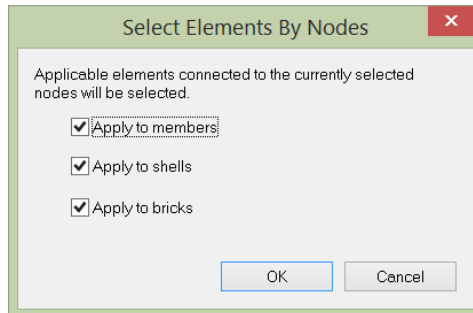 Select Elements By Nodes
Applicable elements connected to the currently selected
nodes will be selected.
Apply to members
Apply to shells
Apply to bricks
OK Cancel